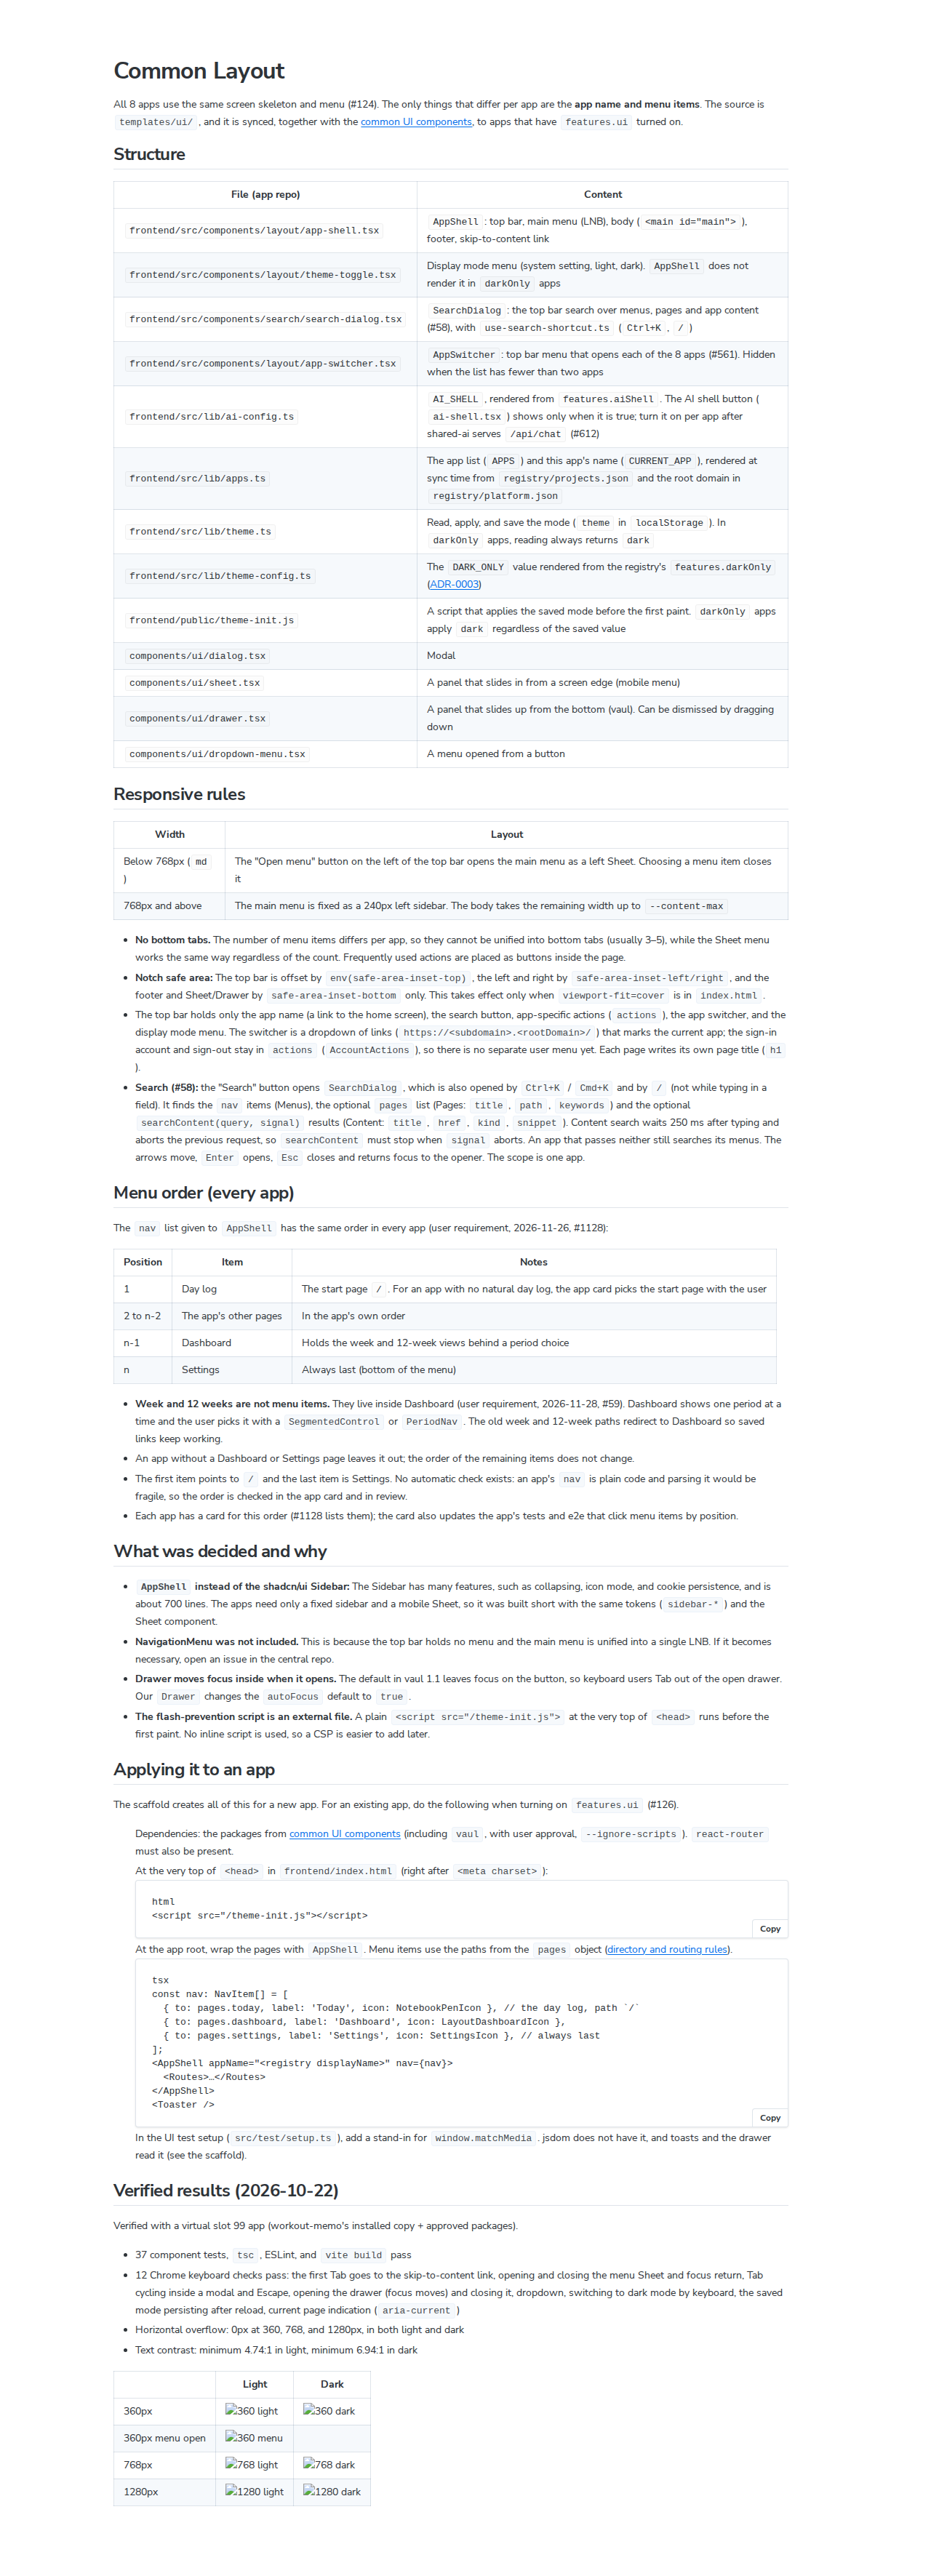 Common Layout
All 8 apps use the same screen skeleton and menu (#124). The only things that differ per app are the app name and menu items. The source is
templates/ui/ , and it is synced, together with the common UI components, to apps that have features.ui turned on.
Structure
File (app repo) Content
frontend/src/components/layout/app-shell.tsx
AppShell : top bar, main menu (LNB), body ( <main id="main"> ),
footer, skip-to-content link
frontend/src/components/layout/theme-toggle.tsx
Display mode menu (system setting, light, dark). AppShell does not
render it in darkOnly apps
frontend/src/components/search/search-dialog.tsx
SearchDialog : the top bar search over menus, pages and app content
(#58), with use-search-shortcut.ts ( Ctrl+K , / )
frontend/src/components/layout/app-switcher.tsx
AppSwitcher : top bar menu that opens each of the 8 apps (#561). Hidden
when the list has fewer than two apps
frontend/src/lib/ai-config.ts
AI_SHELL , rendered from features.aiShell . The AI shell button (
ai-shell.tsx ) shows only when it is true; turn it on per app after
shared-ai serves /api/chat (#612)
frontend/src/lib/apps.ts
The app list ( APPS ) and this app's name ( CURRENT_APP ), rendered at
sync time from registry/projects.json and the root domain in
registry/platform.json
frontend/src/lib/theme.ts
Read, apply, and save the mode ( theme in localStorage ). In
darkOnly apps, reading always returns dark
frontend/src/lib/theme-config.ts
The DARK_ONLY value rendered from the registry's features.darkOnly
(ADR-0003)
frontend/public/theme-init.js
A script that applies the saved mode before the first paint. darkOnly apps
apply dark regardless of the saved value
components/ui/dialog.tsx Modal
components/ui/sheet.tsx A panel that slides in from a screen edge (mobile menu)
components/ui/drawer.tsx
A panel that slides up from the bottom (vaul). Can be dismissed by dragging
down
components/ui/dropdown-menu.tsx A menu opened from a button
Responsive rules
Width Layout
Below 768px ( md
)
The "Open menu" button on the left of the top bar opens the main menu as a left Sheet. Choosing a menu item closes
it
768px and above The main menu is fixed as a 240px left sidebar. The body takes the remaining width up to --content-max
• No bottom tabs. The number of menu items differs per app, so they cannot be unified into bottom tabs (usually 3–5), while the Sheet menu
works the same way regardless of the count. Frequently used actions are placed as buttons inside the page.
• Notch safe area: The top bar is offset by env(safe-area-inset-top) , the left and right by safe-area-inset-left/right , and the
footer and Sheet/Drawer by safe-area-inset-bottom only. This takes effect only when viewport-fit=cover is in index.html .
• The top bar holds only the app name (a link to the home screen), the search button, app-specific actions ( actions ), the app switcher, and the
display mode menu. The switcher is a dropdown of links ( https://<subdomain>.<rootDomain>/ ) that marks the current app; the sign-in
account and sign-out stay in actions ( AccountActions ), so there is no separate user menu yet. Each page writes its own page title ( h1
).
• Search (#58): the "Search" button opens SearchDialog , which is also opened by Ctrl+K / Cmd+K and by / (not while typing in a
field). It finds the nav items (Menus), the optional pages list (Pages: title , path , keywords ) and the optional
searchContent(query, signal) results (Content: title , href , kind , snippet ). Content search waits 250 ms after typing and
aborts the previous request, so searchContent must stop when signal aborts. An app that passes neither still searches its menus. The
arrows move, Enter opens, Esc closes and returns focus to the opener. The scope is one app.
Menu order (every app)
The nav list given to AppShell has the same order in every app (user requirement, 2026-11-26, #1128):
Position Item Notes
1 Day log The start page / . For an app with no natural day log, the app card picks the start page with the user
2 to n-2 The app's other pages In the app's own order
n-1 Dashboard Holds the week and 12-week views behind a period choice
n Settings Always last (bottom of the menu)
• Week and 12 weeks are not menu items. They live inside Dashboard (user requirement, 2026-11-28, #59). Dashboard shows one period at a
time and the user picks it with a SegmentedControl or PeriodNav . The old week and 12-week paths redirect to Dashboard so saved
links keep working.
• An app without a Dashboard or Settings page leaves it out; the order of the remaining items does not change.
• The first item points to / and the last item is Settings. No automatic check exists: an app's nav is plain code and parsing it would be
fragile, so the order is checked in the app card and in review.
• Each app has a card for this order (#1128 lists them); the card also updates the app's tests and e2e that click menu items by position.
What was decided and why
• AppShell instead of the shadcn/ui Sidebar: The Sidebar has many features, such as collapsing, icon mode, and cookie persistence, and is
about 700 lines. The apps need only a fixed sidebar and a mobile Sheet, so it was built short with the same tokens ( sidebar-* ) and the
Sheet component.
• NavigationMenu was not included. This is because the top bar holds no menu and the main menu is unified into a single LNB. If it becomes
necessary, open an issue in the central repo.
• Drawer moves focus inside when it opens. The default in vaul 1.1 leaves focus on the button, so keyboard users Tab out of the open drawer.
Our Drawer changes the autoFocus default to true .
• The flash-prevention script is an external file. A plain <script src="/theme-init.js"> at the very top of <head> runs before the
first paint. No inline script is used, so a CSP is easier to add later.
Applying it to an app
The scaffold creates all of this for a new app. For an existing app, do the following when turning on features.ui (#126).
Dependencies: the packages from common UI components (including vaul , with user approval, --ignore-scripts ). react-router
must also be present.
At the very top of <head> in frontend/index.html (right after <meta charset> ):
html
<script src="/theme-init.js"></script>
Copy
At the app root, wrap the pages with AppShell . Menu items use the paths from the pages object (directory and routing rules).
tsx
const nav: NavItem[] = [
{ to: pages.today, label: 'Today', icon: NotebookPenIcon }, // the day log, path `/`
{ to: pages.dashboard, label: 'Dashboard', icon: LayoutDashboardIcon },
{ to: pages.settings, label: 'Settings', icon: SettingsIcon }, // always last
];
<AppShell appName="<registry displayName>" nav={nav}>
<Routes>…</Routes>
</AppShell>
<Toaster />
Copy
In the UI test setup ( src/test/setup.ts ), add a stand-in for window.matchMedia . jsdom does not have it, and toasts and the drawer
read it (see the scaffold).
Verified results (2026-10-22)
Verified with a virtual slot 99 app (workout-memo's installed copy + approved packages).
• 37 component tests, tsc , ESLint, and vite build pass
• 12 Chrome keyboard checks pass: the first Tab goes to the skip-to-content link, opening and closing the menu Sheet and focus return, Tab
cycling inside a modal and Escape, opening the drawer (focus moves) and closing it, dropdown, switching to dark mode by keyboard, the saved
mode persisting after reload, current page indication ( aria-current )
• Horizontal overflow: 0px at 360, 768, and 1280px, in both light and dark
• Text contrast: minimum 4.74:1 in light, minimum 6.94:1 in dark
Light Dark
360px 360 light 360 dark
360px menu open 360 menu
768px 768 light 768 dark
1280px 1280 light 1280 dark